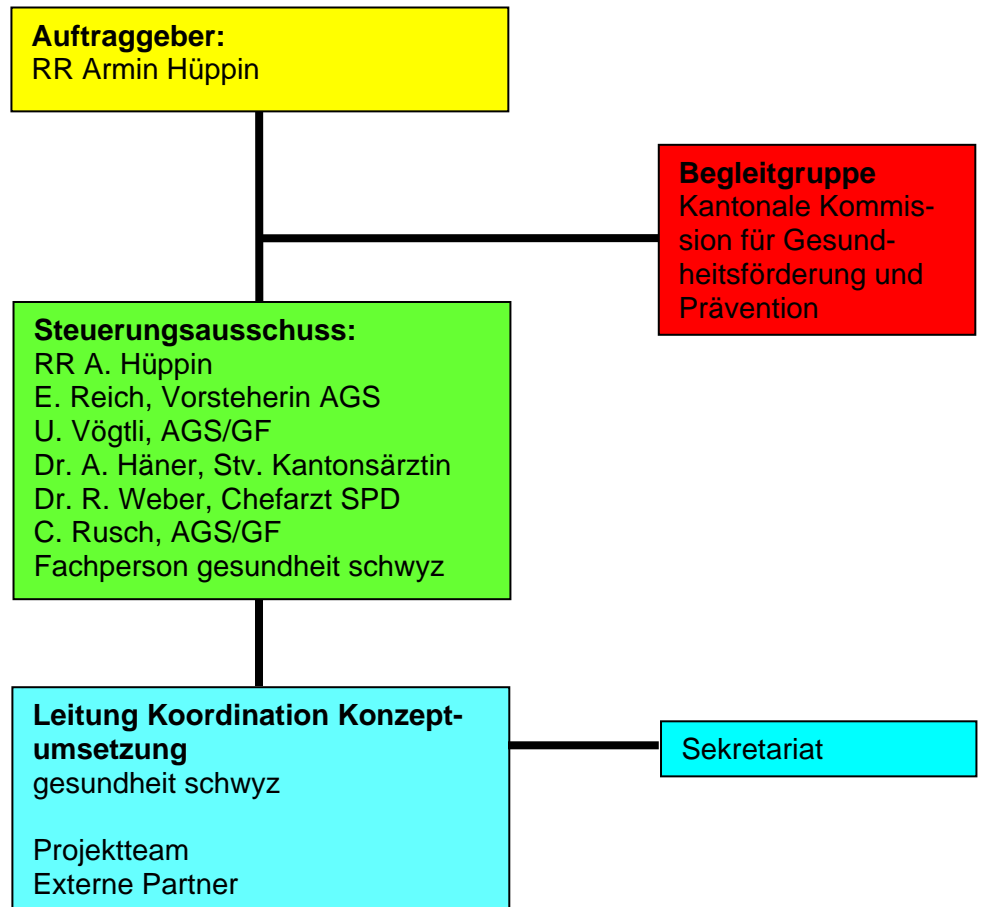 Auftraggeber:
RR Armin Hüppin
Begleitgruppe
Kantonale Kommis-
sion für Gesund-
heitsförderung und
Prävention
Steuerungsausschuss:
RR A. Hüppin
E. Reich, Vorsteherin AGS
U. Vögtli, AGS/GF
Dr. A. Häner, Stv. Kantonsärztin
Dr. R. Weber, Chefarzt SPD
C. Rusch, AGS/GF
Fachperson gesundheit schwyz
Leitung Koordination Konzept-
umsetzung
gesundheit schwyz
Projektteam
Externe Partner
Sekretariat